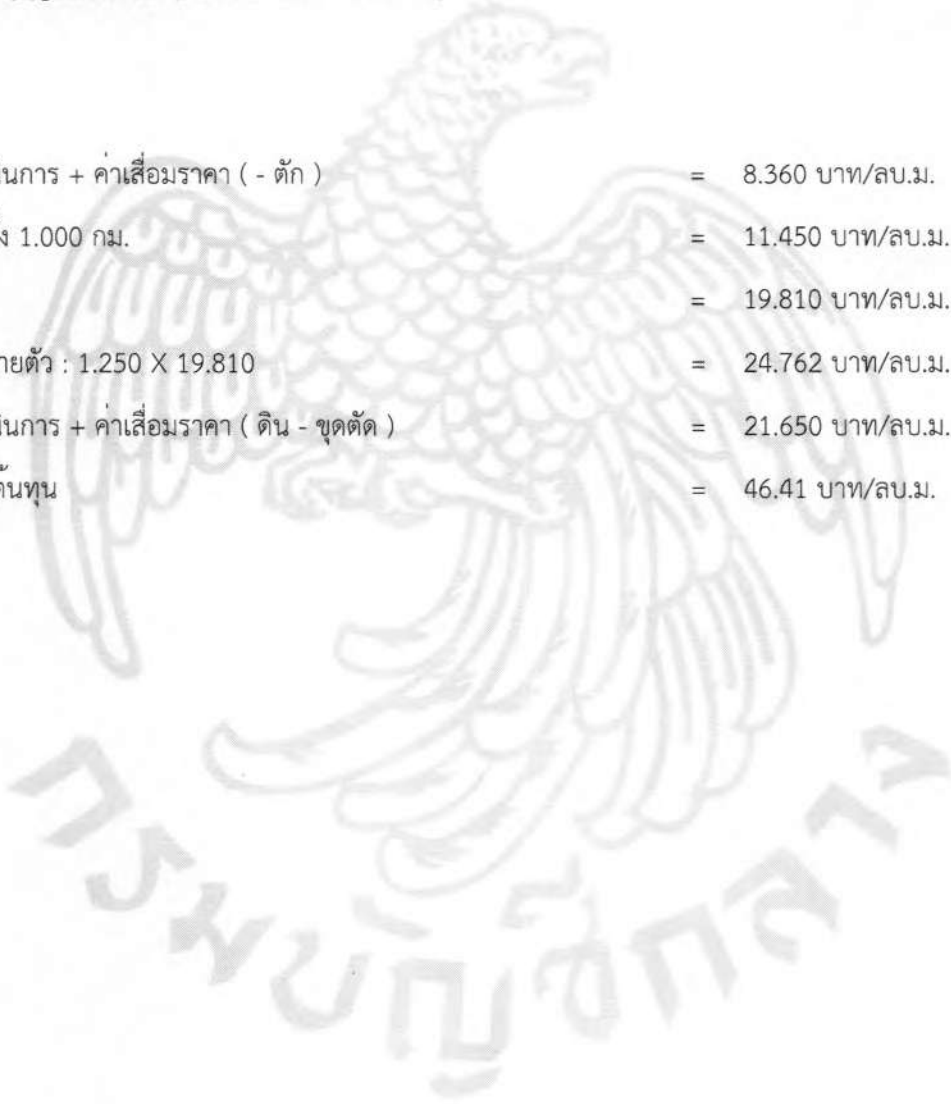 นการ + ค่าเสื่อมราคา ( - ตัก ) = 8.360 บาท/ลบ.ม.
1.000 กม. = 11.450 บาท/ลบ.ม.
= 19.810 บาท/ลบ.ม.
ายตัว : 1.250 X 19.810 = 24.762 บาท/ลบ.ม.
นการ + ค่าเสื่อมราคา ( ดิน - ขุดตัด ) = 21.650 บาท/ลบ.ม.
ต้นทุน = 46.41 บาท/ลบ.ม.
กรมบัญชีกลาง